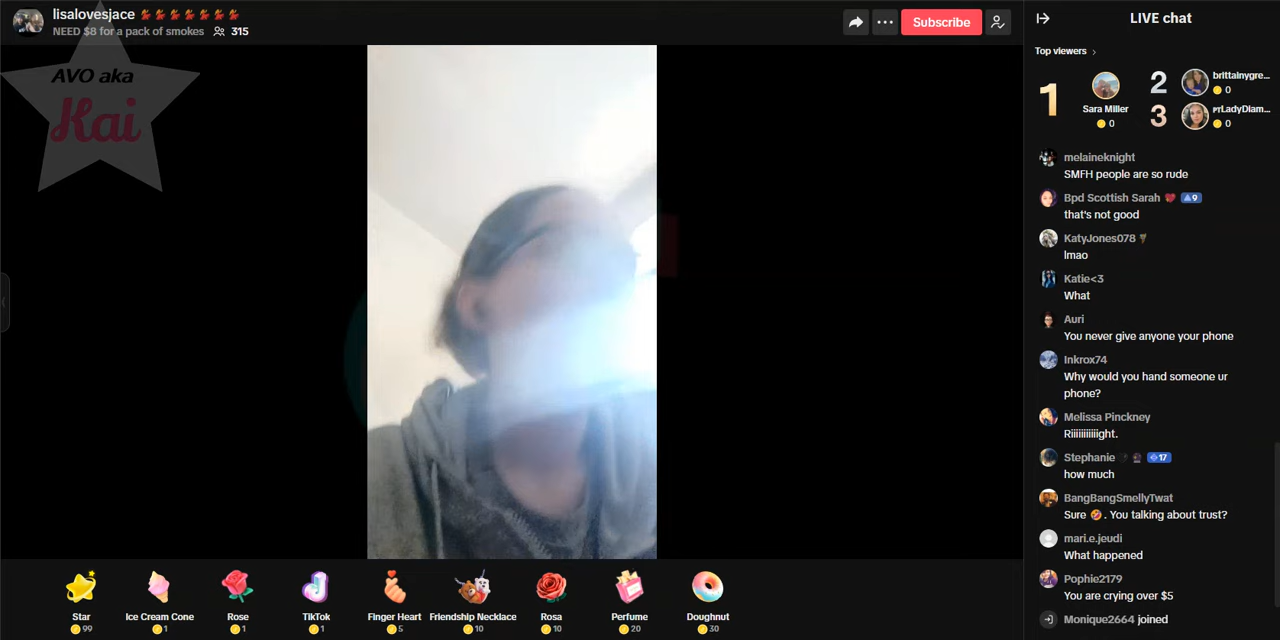 lisalovesjace
NEED $8 for a pack of smokes 315
Subscribe
AVO aka
Kai
LIVE chat
Top viewers
1
Sara Miller
0
2
brittainygre...
0
3
PTLadyDiam...
0
melaineknight
SMFH people are so rude
Bpd Scottish Sarah 9
that's not good
KatyJones078
lmao
Katie<3
What
Auri
You never give anyone your phone
Inkrox74
Why would you hand someone ur
phone?
Melissa Pinckney
Riiiiiiiiiiight.
Stephanie 17
how much
BangBangSmellyTwat
Sure 🤣. You talking about trust?
mari.e.jeudi
What happened
Pophie2179
You are crying over $5
Monique2664 joined
Star
99
Ice Cream Cone
1
Rose
1
TikTok
1
Finger Heart
5
Friendship Necklace
10
Rosa
10
Perfume
20
Doughnut
30